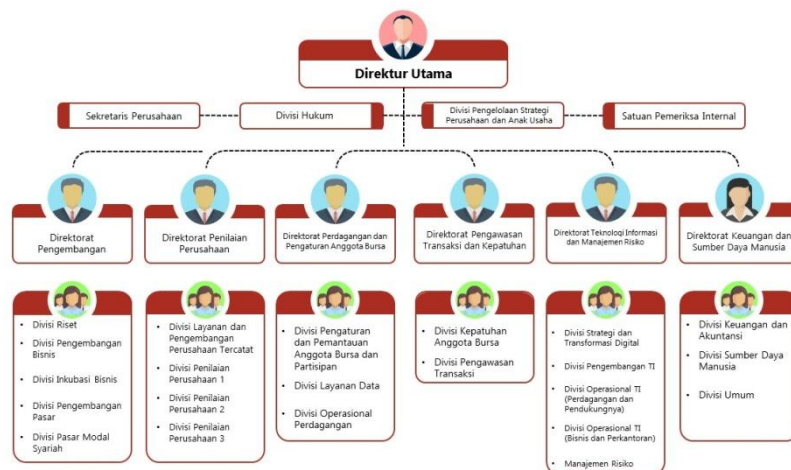 Direktur Utama
Sekretaris Perusahaan
Divisi Hukum
Divisi Pengelolaan Strategi
Perusahaan dan Anak Usaha
Satuan Pemeriksa Internal
Direktorat
Pengembangan
Direktorat Penilaian
Perusahaan
Direktorat Perdagangan dan
Pengaturan Anggota Bursa
Direktorat Pengawasan
Transaksi dan Kepatuhan
Direktorat Teknologi Informasi
dan Manajemen Risiko
Direktorat Keuangan dan
Sumber Daya Manusia
• Divisi Riset
• Divisi Pengembangan
Bisnis
• Divisi Inkubasi Bisnis
• Divisi Pengembangan
Pasar
• Divisi Pasar Modal
Syariah
• Divisi Layanan dan
Pengembangan
Perusahaan Tercatat
• Divisi Penilaian
Perusahaan 1
• Divisi Penilaian
Perusahaan 2
• Divisi Penilaian
Perusahaan 3
• Divisi Pengaturan
dan Pemantauan
Anggota Bursa dan
Partisipan
• Divisi Layanan Data
• Divisi Operasional
Perdagangan
• Divisi Kepatuhan
Anggota Bursa
• Divisi Pengawasan
Transaksi
• Divisi Strategi dan
Transformasi Digital
• Divisi Pengembangan TI
• Divisi Operasional TI
(Perdagangan dan
Pendukungnya)
• Divisi Operasional TI
(Bisnis dan Perkantoran)
• Manajemen Risiko
• Divisi Keuangan dan
Akuntansi
• Divisi Sumber Daya
Manusia
• Divisi Umum